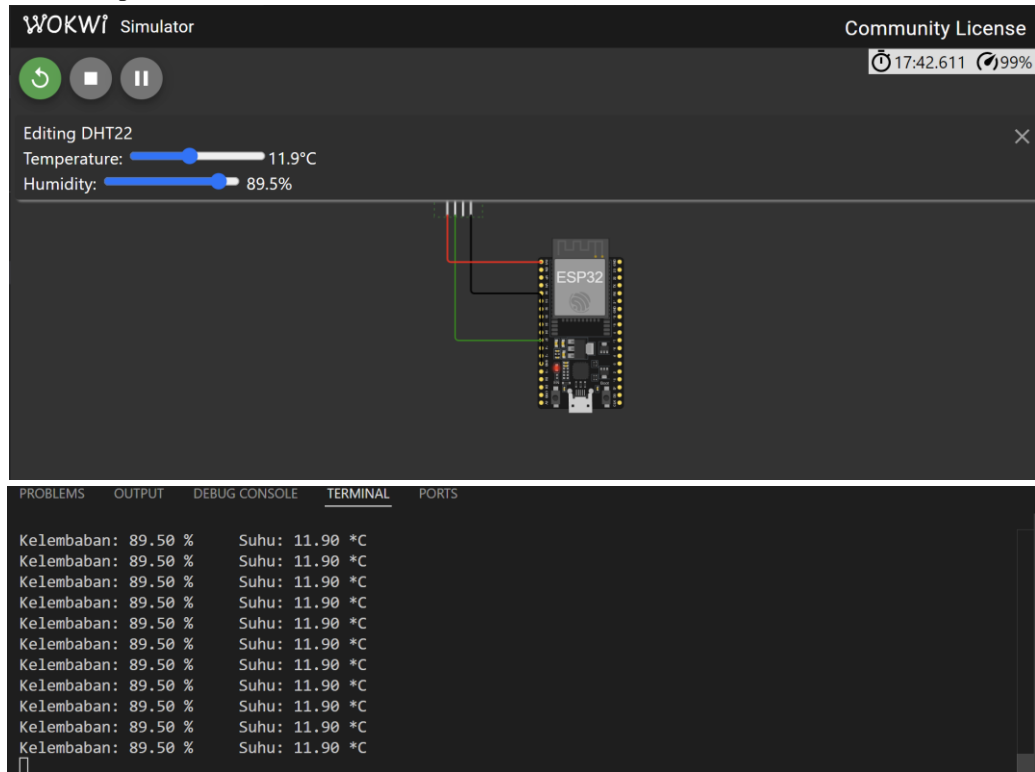 WOKWi Simulator
Community License
17:42.611 99%
Editing DHT22
Temperature: 11.9°C
Humidity: 89.5%
ESP32
PROBLEMS OUTPUT DEBUG CONSOLE TERMINAL PORTS
Kelembaban: 89.50 % Suhu: 11.90 *C
Kelembaban: 89.50 % Suhu: 11.90 *C
Kelembaban: 89.50 % Suhu: 11.90 *C
Kelembaban: 89.50 % Suhu: 11.90 *C
Kelembaban: 89.50 % Suhu: 11.90 *C
Kelembaban: 89.50 % Suhu: 11.90 *C
Kelembaban: 89.50 % Suhu: 11.90 *C
Kelembaban: 89.50 % Suhu: 11.90 *C
Kelembaban: 89.50 % Suhu: 11.90 *C
Kelembaban: 89.50 % Suhu: 11.90 *C
Kelembaban: 89.50 % Suhu: 11.90 *C